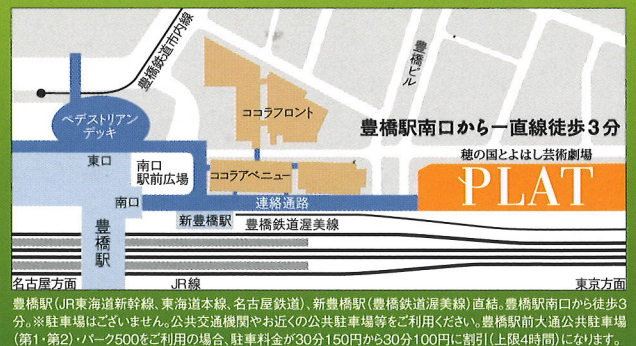 豊橋鉄道市内線
豊橋ビル
ペデストリアン
デッキ
ココラフロント
豊橋駅南口から一直線徒歩3分
穂の国とよはし芸術劇場
PLAT
東口
南口
駅前広場
ココラアベニュー
南口
連絡通路
新豊橋駅
豊橋鉄道渥美線
豊橋駅
名古屋方面
JR線
東京方面
豊橋駅(JR東海道新幹線、東海道本線、名古屋鉄道)、新豊橋駅(豊橋鉄道渥美線)直結。豊橋駅南口から徒歩3
分。※駐車場はございません。公共交通機関やお近くの公共駐車場等をご利用ください。豊橋駅前大通公共駐車場
(第1・第2)・パーク500をご利用の場合、駐車料金が30分150円から30分100円に割引(上限4時間)になります。